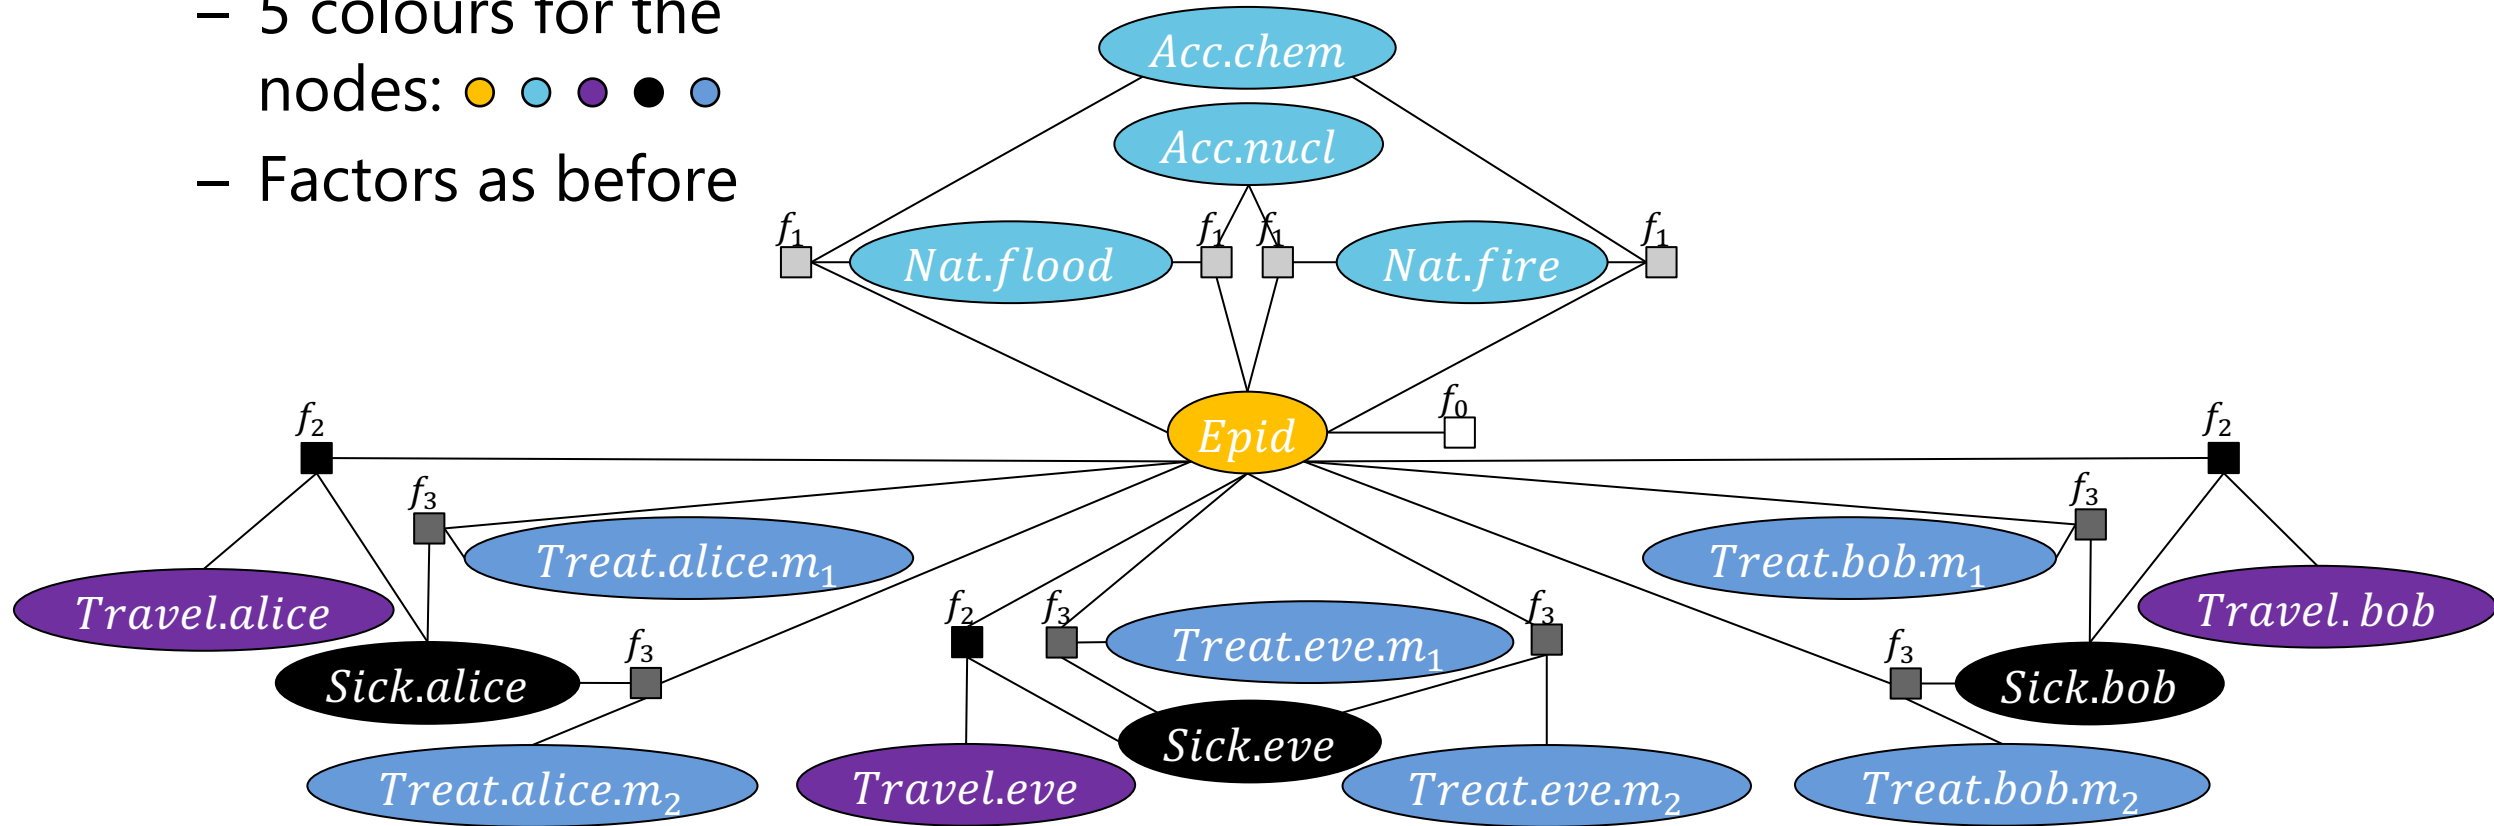 – 5 colours for the
nodes:
– Factors as before
Acc.chem
Acc.nucl
f₁ f₁ f₁ f₁
Nat.flood Nat.fire
f₀
Epid
f₂ f₂
f₃ f₃
Treat.alice.m₁ Treat.bob.m₁
f₂ f₃ f₃
Travel.alice Travel. bob
f₃ Treat.eve.m₁ f₃
Sick.alice Sick.bob
Sick.eve
Treat.alice.m₂ Travel.eve Treat.eve.m₂ Treat.bob.m₂